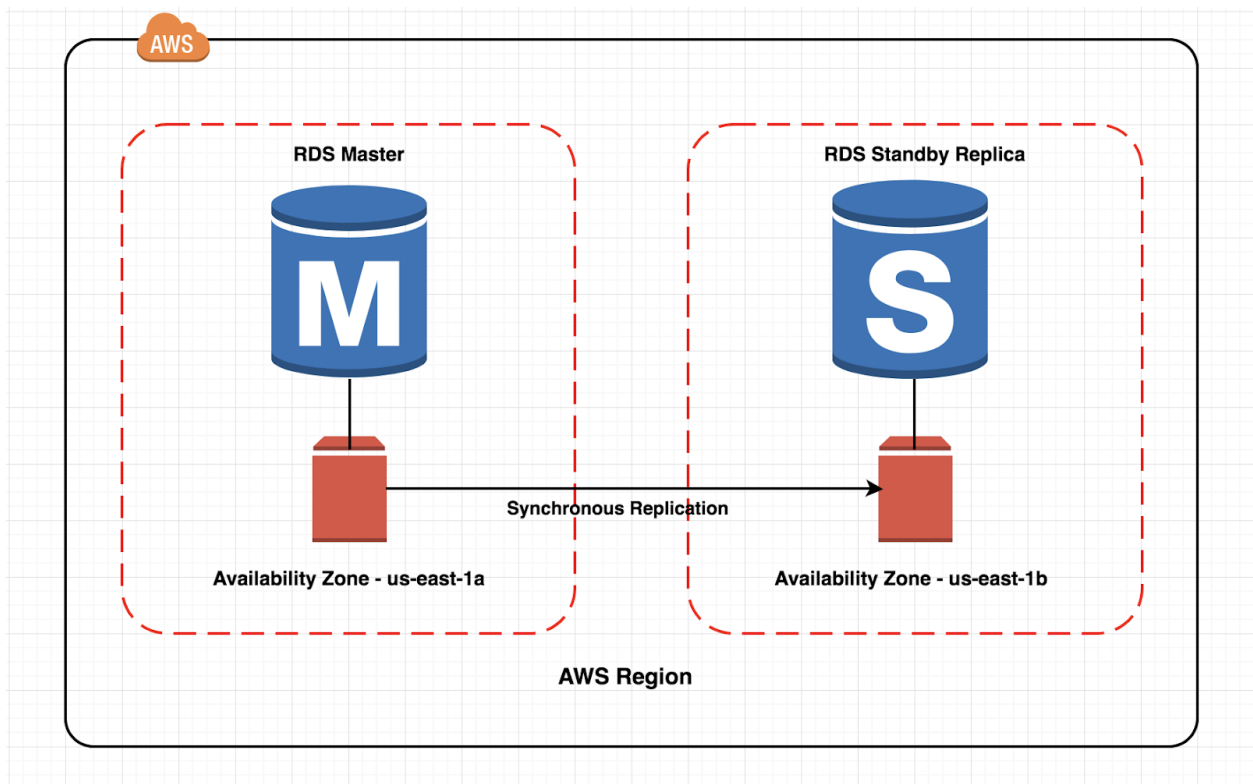 AWS
RDS Master
RDS Standby Replica
M
S
Synchronous Replication
Availability Zone - us-east-1a
Availability Zone - us-east-1b
AWS Region